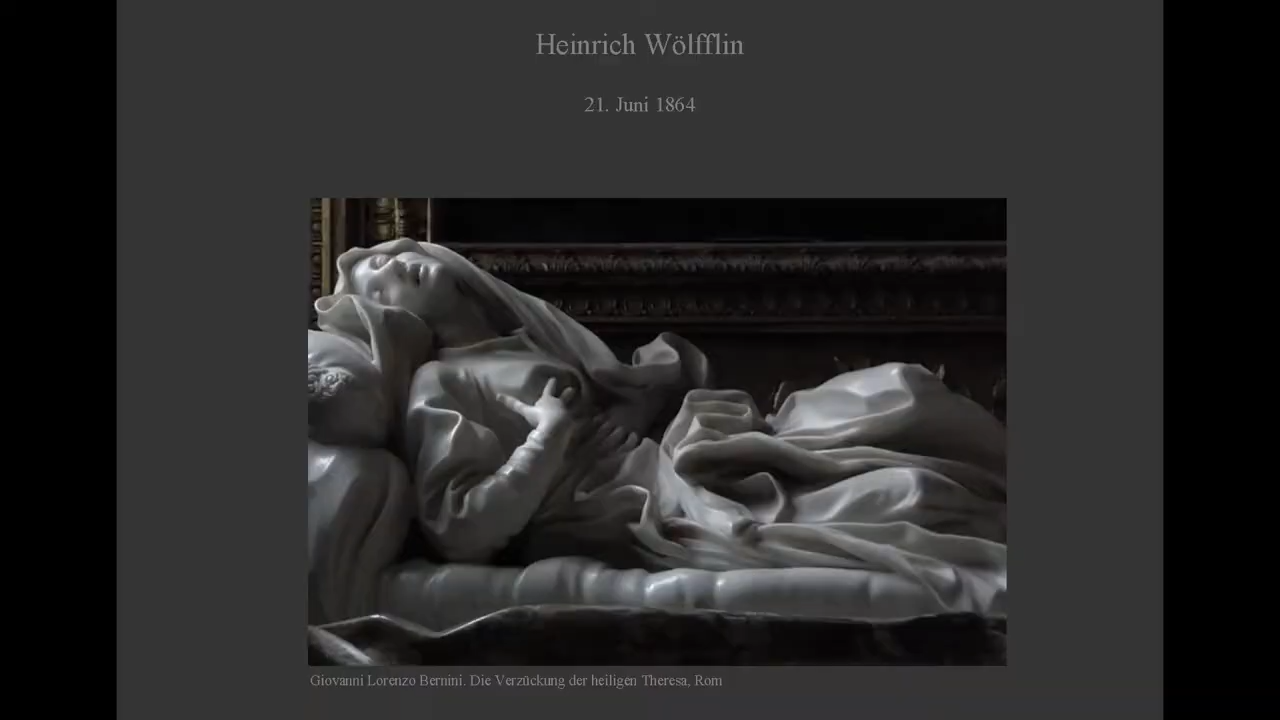 Heinrich Wölfflin
21. Juni 1864
Giovanni Lorenzo Bernini. Die Verzückung der heiligen Theresa, Rom